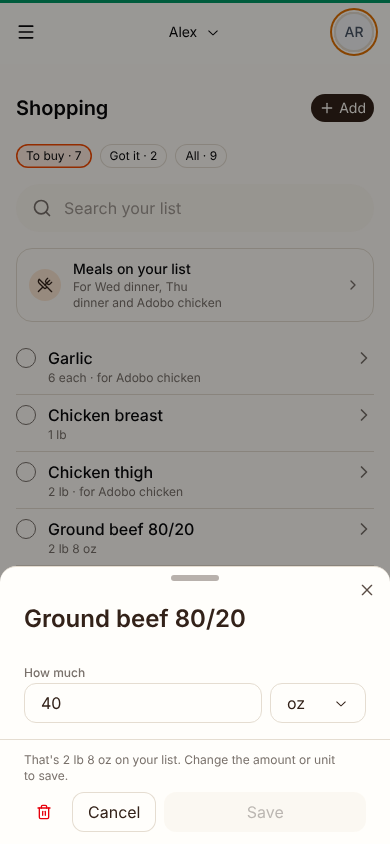 Alex
AR
Shopping
Add
To buy · 7
Got it · 2
All · 9
Search your list
Meals on your list
For Wed dinner, Thu
dinner and Adobo chicken
Garlic
6 each · for Adobo chicken
Chicken breast
1 lb
Chicken thigh
2 lb · for Adobo chicken
Ground beef 80/20
2 lb 8 oz
Ground beef 80/20
How much
40
oz
That's 2 lb 8 oz on your list. Change the amount or unit
to save.
Cancel
Save